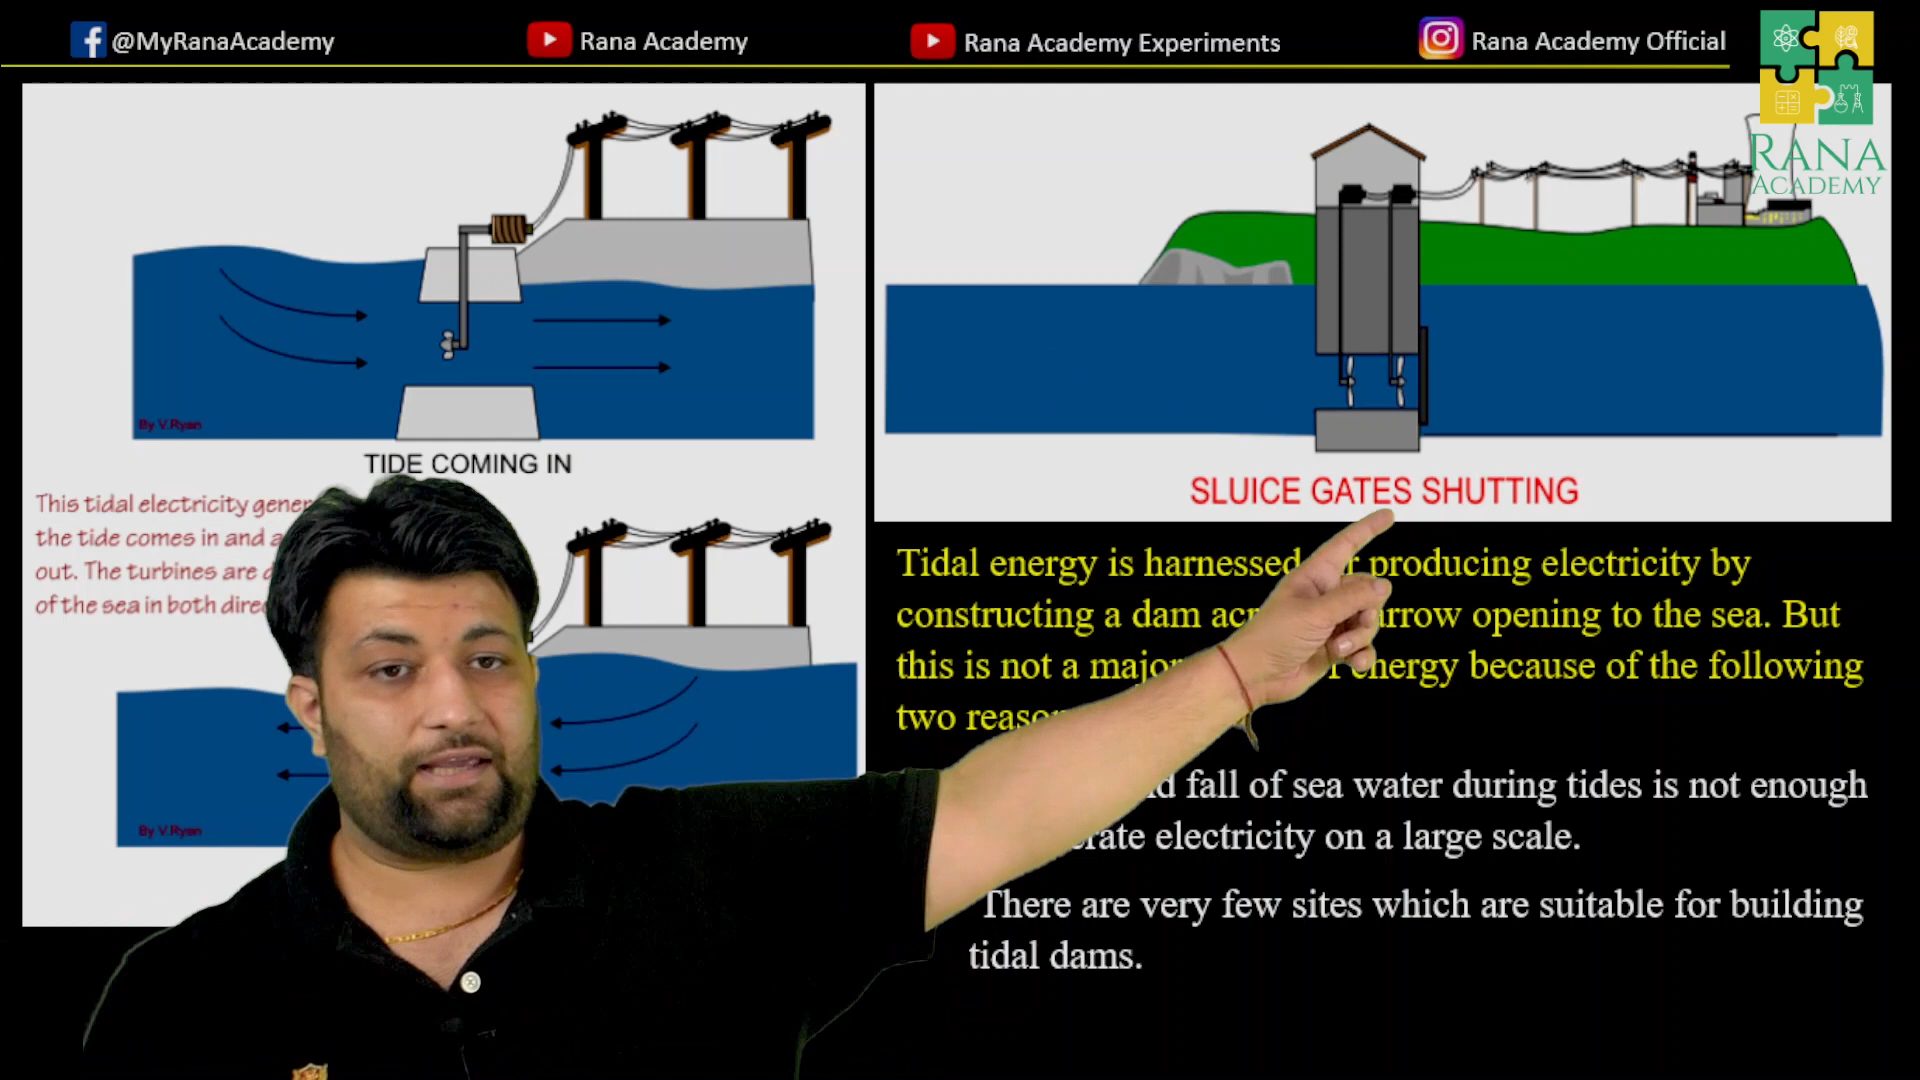 @MyRanaAcademy
Rana Academy
Rana Academy Experiments
Rana Academy Official
RANA
ACADEMY
By V.Ryan
TIDE COMING IN
This tidal electricity
the tide comes in and
out. The turbines are
of the sea in both
By V.Ryan
SLUICE GATES SHUTTING
Tidal energy is harnessed producing electricity by
constructing a dam opening to the sea. But
this is not a energy because of the following
two
fall of sea water during tides is not enough
electricity on a large scale.
There are very few sites which are suitable for building
tidal dams.